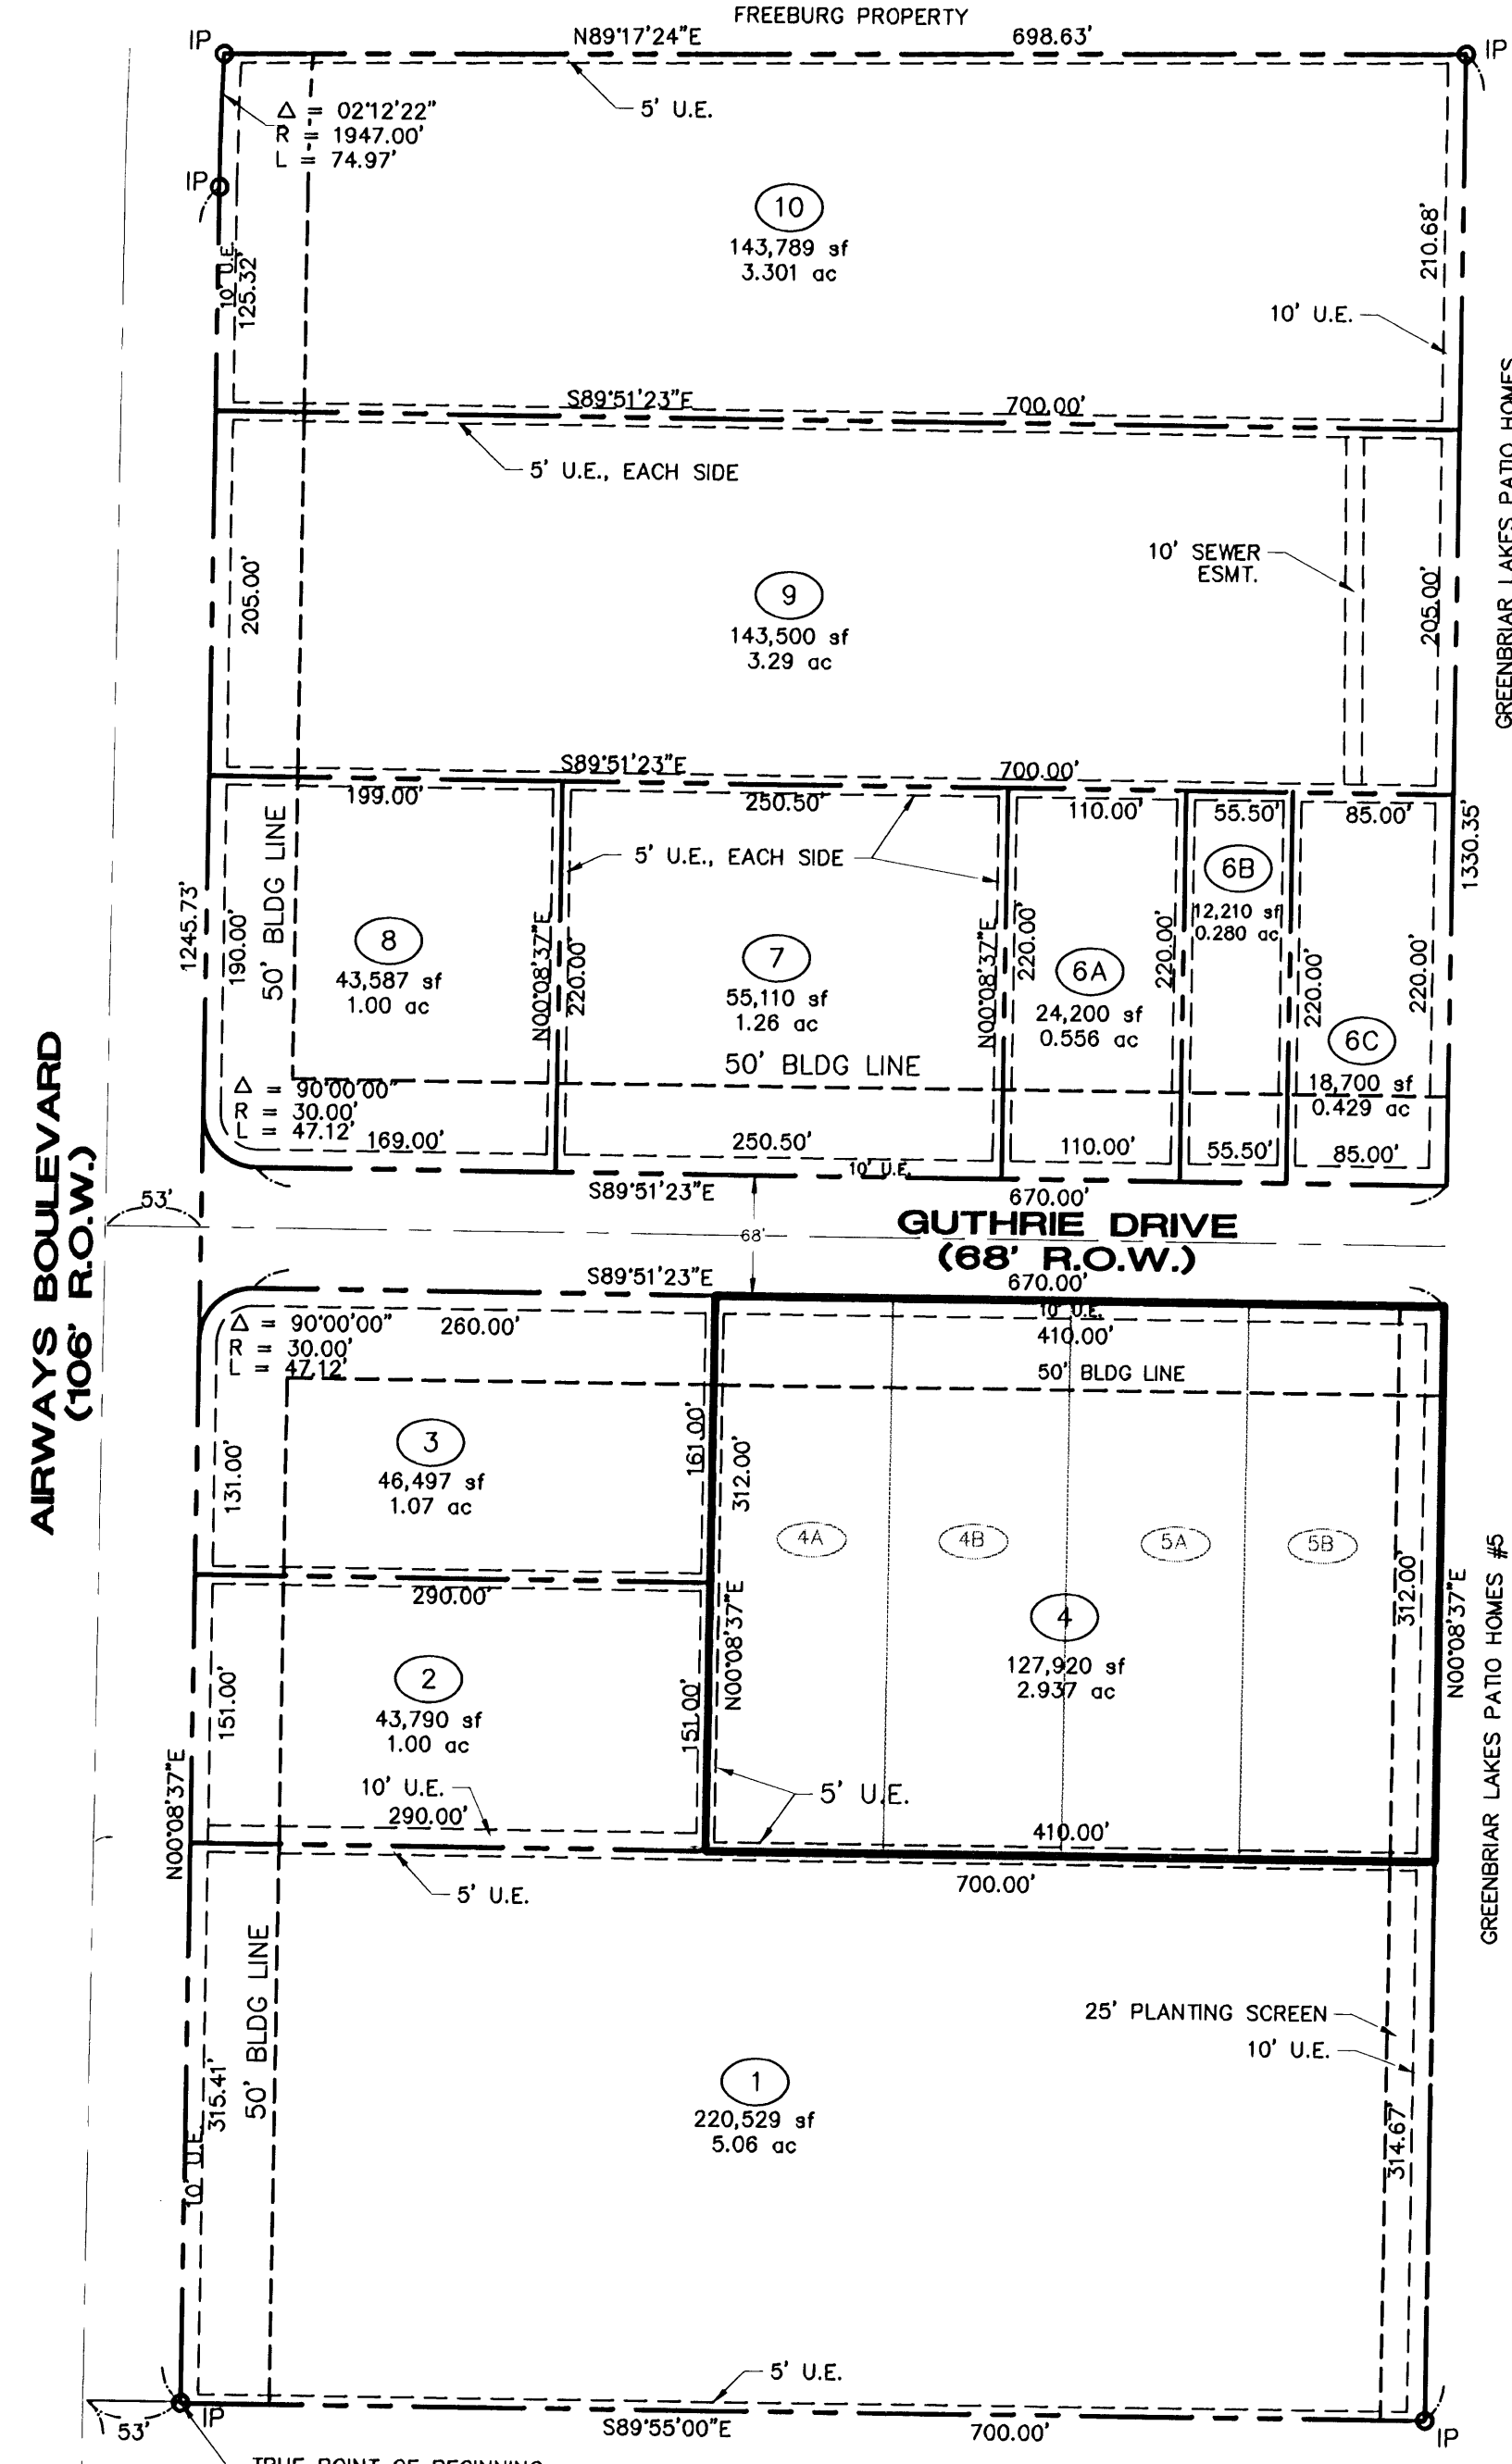 FREEBURG PROPERTY
IP
N89°17'24"E
698.63'
IP
5' U.E.
Δ = 02°12'22"
R = 1947.00'
L = 74.97'
IP
10' U.E.
125.32'
10
143,789 sf
3.301 ac
210.68'
10' U.E.
S89°51'23"E
700.00'
5' U.E., EACH SIDE
GREENBRIAR LAKES PATIO HOMES
205.00'
9
143,500 sf
3.29 ac
10' SEWER
ESMT.
205.00'
S89°51'23"E
700.00'
199.00'
250.50'
110.00'
55.50'
85.00'
5' U.E., EACH SIDE
1330.35'
1245.73'
190.00'
50' BLDG LINE
8
43,587 sf
1.00 ac
N00°08'37"E
220.00'
7
55,110 sf
1.26 ac
N00°08'37"E
220.00'
6A
24,200 sf
0.556 ac
220.00'
6B
12,210 sf
0.280 ac
220.00'
6C
18,700 sf
0.429 ac
220.00'
50' BLDG LINE
Δ = 90°00'00"
R = 30.00'
L = 47.12'
169.00'
250.50'
110.00'
55.50'
85.00'
10' U.E.
S89°51'23"E
670.00'
AIRWAYS BOULEVARD
(106' R.O.W.)
53'
68'
GUTHRIE DRIVE
(68' R.O.W.)
S89°51'23"E
670.00'
10' U.E.
410.00'
Δ = 90°00'00"
R = 30.00'
L = 47.12'
260.00'
50' BLDG LINE
131.00'
3
46,497 sf
1.07 ac
161.00'
312.00'
4A
4B
5A
5B
312.00'
N00°08'37"E
GREENBRIAR LAKES PATIO HOMES #5
290.00'
N00°08'37"E
4
127,920 sf
2.937 ac
151.00'
2
43,790 sf
1.00 ac
151.00'
N00°08'37"E
10' U.E.
290.00'
5' U.E.
410.00'
5' U.E.
700.00'
50' BLDG LINE
315.41'
10' U.E.
1
220,529 sf
5.06 ac
25' PLANTING SCREEN
10' U.E.
314.67'
5' U.E.
53'
IP
S89°55'00"E
700.00'
IP
TRUE POINT OF BEGINNING